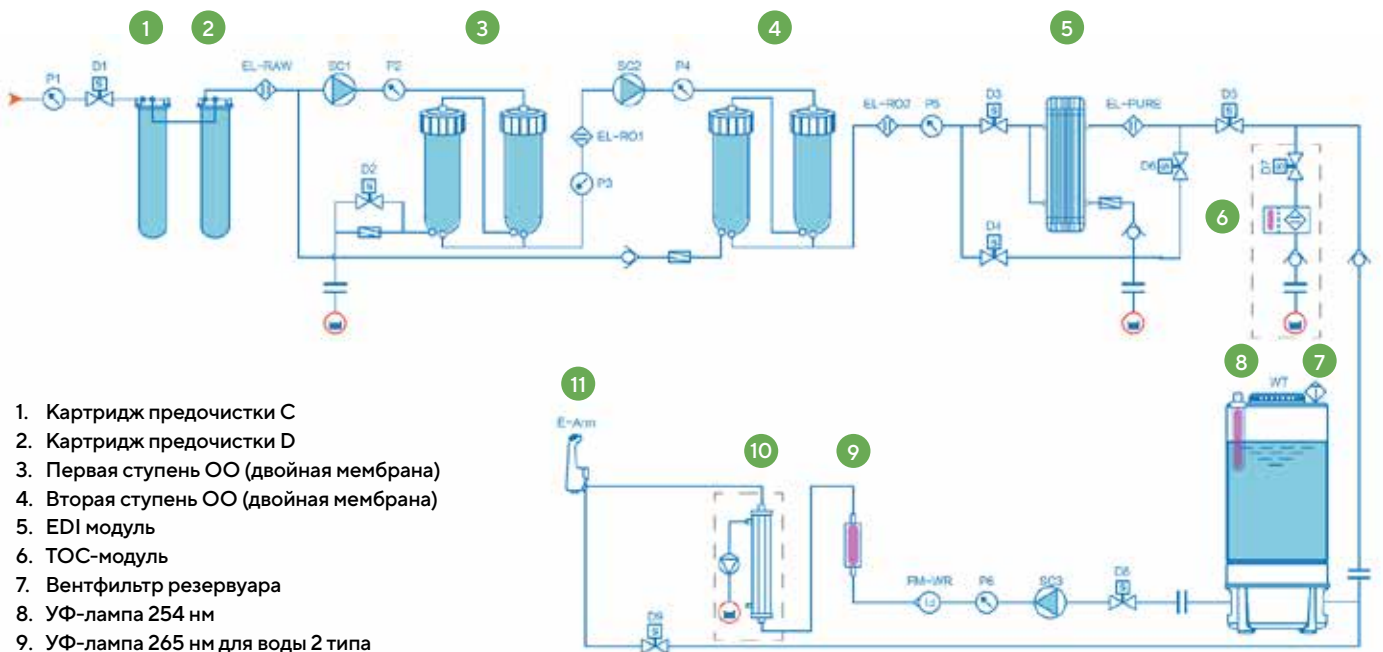 1 2 3 4 5
P1 D1 EL-RAW SC1 P2 SC2 P4 EL-RO2 P5 D3 EL-PURE D5
EL-RO1
D2 P3 D6 D7
6
D4
8 7
WT
11
E-Arm
10 9
1. Картридж предочистки C
2. Картридж предочистки D
3. Первая ступень ОО (двойная мембрана)
4. Вторая ступень ОО (двойная мембрана)
5. EDI модуль
6. TOC-модуль
7. Вентфильтр резервуара
8. УФ-лампа 254 нм
9. УФ-лампа 265 нм для воды 2 типа
FM-WR P6 SC3 D8
D9